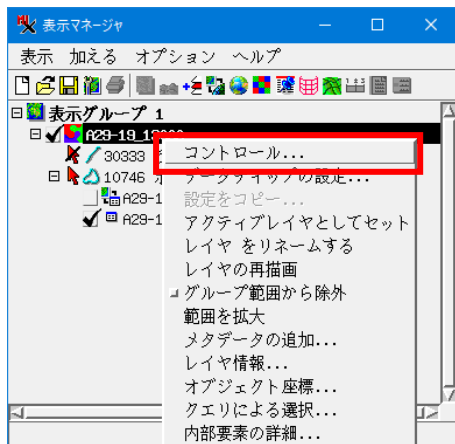 表示マネージャ
表示 加える オプション ヘルプ
表示グループ 1
A29-19_13000
コントロール...
30333
データティップの設定...
10746
A29-1
設定をコピー...
A29-1
アクティブレイヤとしてセット
レイヤ をリネームする
レイヤの再描画
グループ範囲から除外
範囲を拡大
メタデータの追加...
レイヤ情報...
オブジェクト座標...
クエリによる選択...
内部要素の詳細...